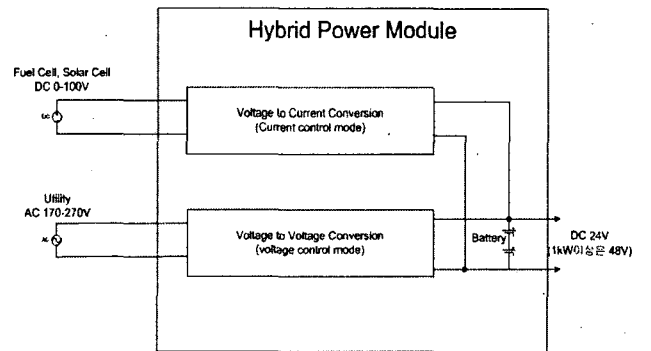 Hybrid Power Module
Fuel Cell, Solar Cell
DC 0-100V
Voltage to Current Conversion
(Current control mode)
Utility
AC 170-270V
Voltage to Voltage Conversion
(voltage control mode)
Battery
DC 24V
(1kW이상은 48V)